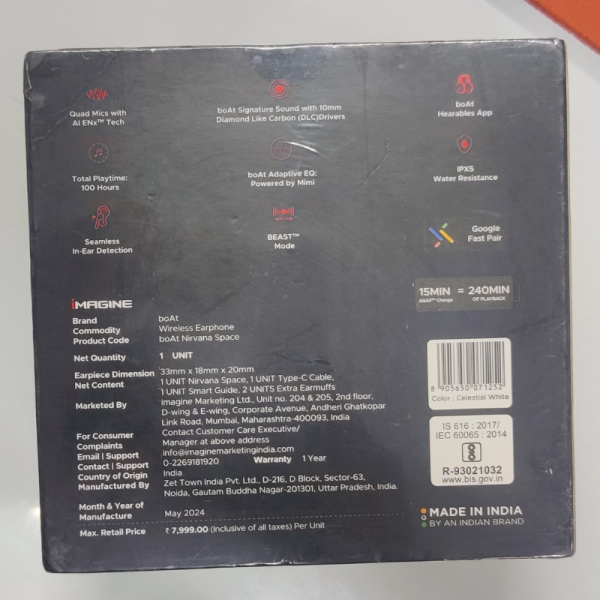 Quad Mics with
AI ENx™ Tech
boAt Signature Sound with 10mm
Diamond Like Carbon (DLC)Drivers
boAt
Hearables App
Total Playtime:
100 Hours
boAt Adaptive EQ:
Powered by Mimi
IPX5
Water Resistance
Seamless
In-Ear Detection
BEAST™
Mode
Google
Fast Pair
15MIN = 240MIN
ASAP™ Charge OF PLAYBACK
iMAGINE
Brand boAt
Commodity Wireless Earphone
Product Code boAt Nirvana Space
Net Quantity 1 UNIT
Earpiece Dimension 33mm x 18mm x 20mm
Net Content 1 UNIT Nirvana Space, 1 UNIT Type-C Cable,
1 UNIT Smart Guide, 2 UNITS Extra Earmuffs
Marketed By Imagine Marketing Ltd., Unit no. 204 & 205, 2nd floor,
D-wing & E-wing, Corporate Avenue, Andheri Ghatkopar
Link Road, Mumbai, Maharashtra-400093, India
For Consumer Contact Customer Care Executive/
Complaints Manager at above address
Email | Support info@imaginemarketingindia.com
Contact | Support 0-2269181920 Warranty 1 Year
Country of Origin India
Manufactured By Zet Town India Pvt. Ltd., D-216, D Block, Sector-63,
Noida, Gautam Buddha Nagar-201301, Uttar Pradesh, India.
Month & Year of
Manufacture May 2024
Max. Retail Price ₹ 7,999.00 (Inclusive of all taxes) Per Unit
8 905650 071252
Color : Celestial White
IS 616 : 2017/
IEC 60065 : 2014
R-93021032
www.bis.gov.in
MADE IN INDIA
BY AN INDIAN BRAND